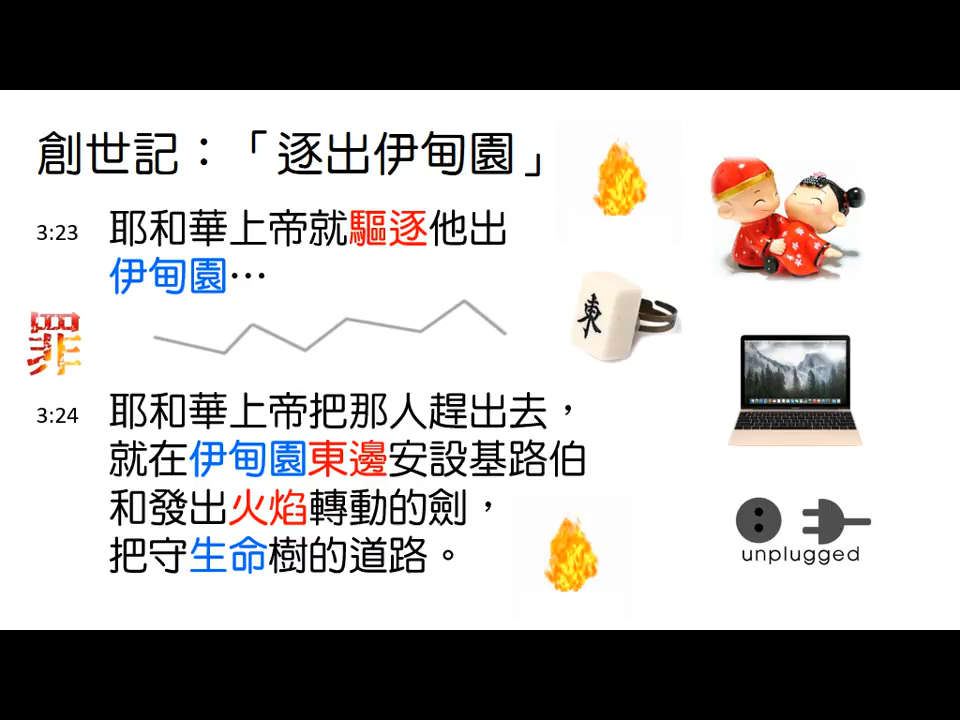 創世記：「逐出伊甸園」
3:23 耶和華上帝就驅逐他出
伊甸園⋯
罪
3:24 耶和華上帝把那人趕出去，
就在伊甸園東邊安設基路伯
和發出火焰轉動的劍，
把守生命樹的道路。
東
unplugged